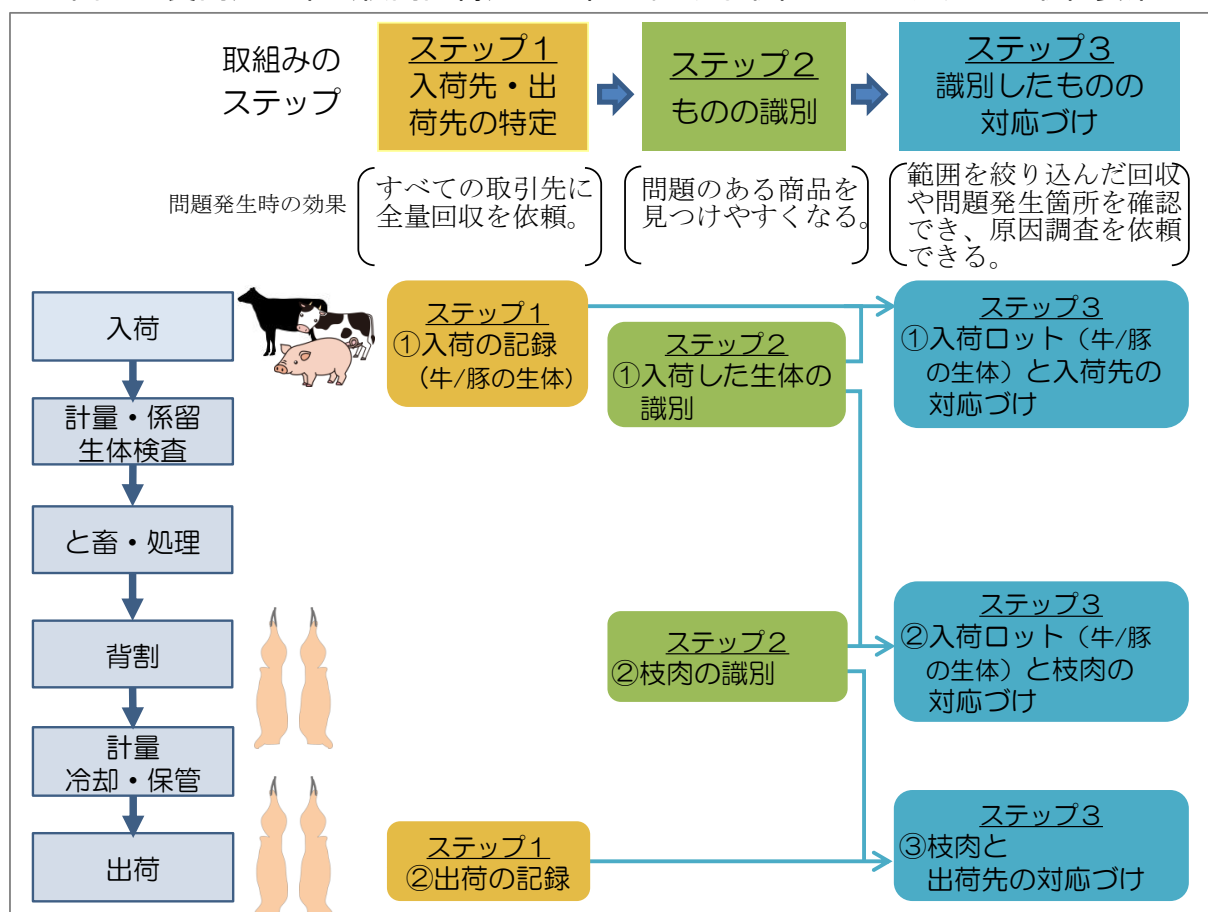 取組みの
ステップ
ステップ１
入荷先・出
荷先の特定
ステップ２
ものの識別
ステップ３
識別したものの
対応づけ
問題発生時の効果
すべての取引先に
全量回収を依頼。
問題のある商品を
見つけやすくなる。
範囲を絞り込んだ回収
や問題発生箇所を確認
でき、原因調査を依頼
できる。
入荷
ステップ１
①入荷の記録
（牛/豚の生体）
ステップ２
①入荷した生体の
識別
ステップ３
①入荷ロット（牛/豚
の生体）と入荷先の
対応づけ
計量・係留
生体検査
と畜・処理
背割
ステップ２
②枝肉の識別
ステップ３
②入荷ロット（牛/豚
の生体）と枝肉の
対応づけ
計量
冷却・保管
出荷
ステップ１
②出荷の記録
ステップ３
③枝肉と
出荷先の対応づけ